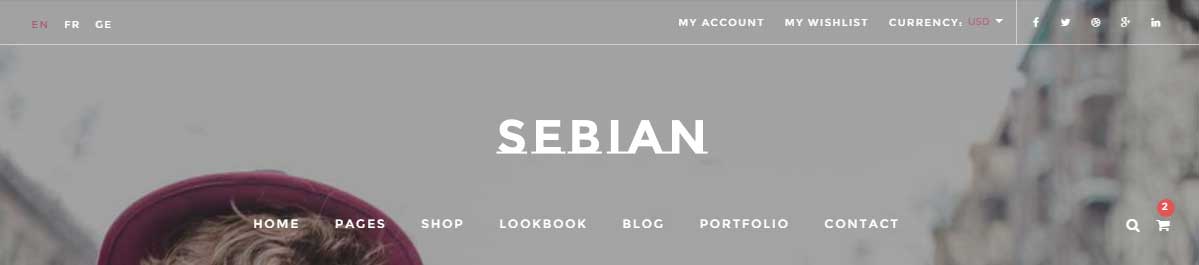 EN FR GE MY ACCOUNT MY WISHLIST CURRENCY: USD
SEBIAN
HOME PAGES SHOP LOOKBOOK BLOG PORTFOLIO CONTACT 2